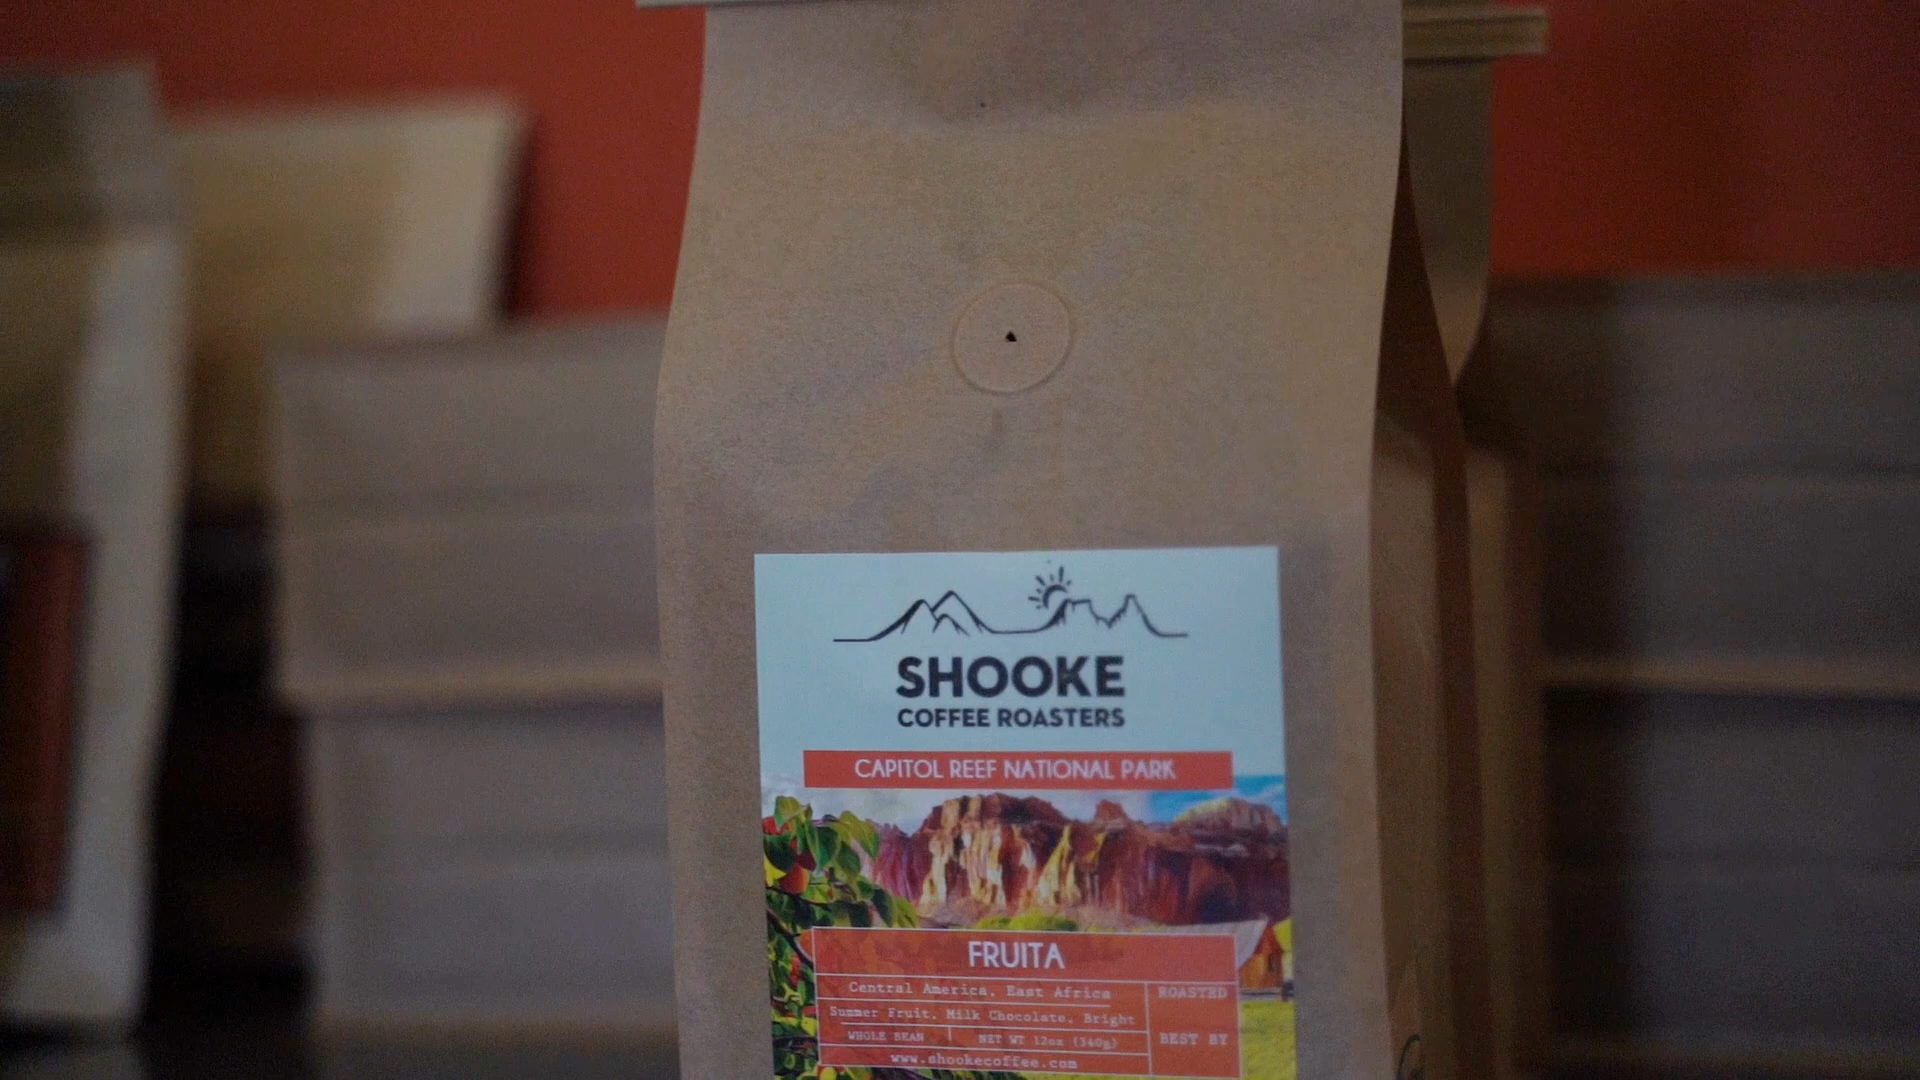 SHOOKE
COFFEE ROASTERS
CAPITOL REEF NATIONAL PARK
FRUITA
Central America, East Africa
ROASTED
Summer Fruit, Milk Chocolate, Bright
WHOLE BEAN
NET WT 12oz (340g)
BEST BY
www.shookecoffee.com